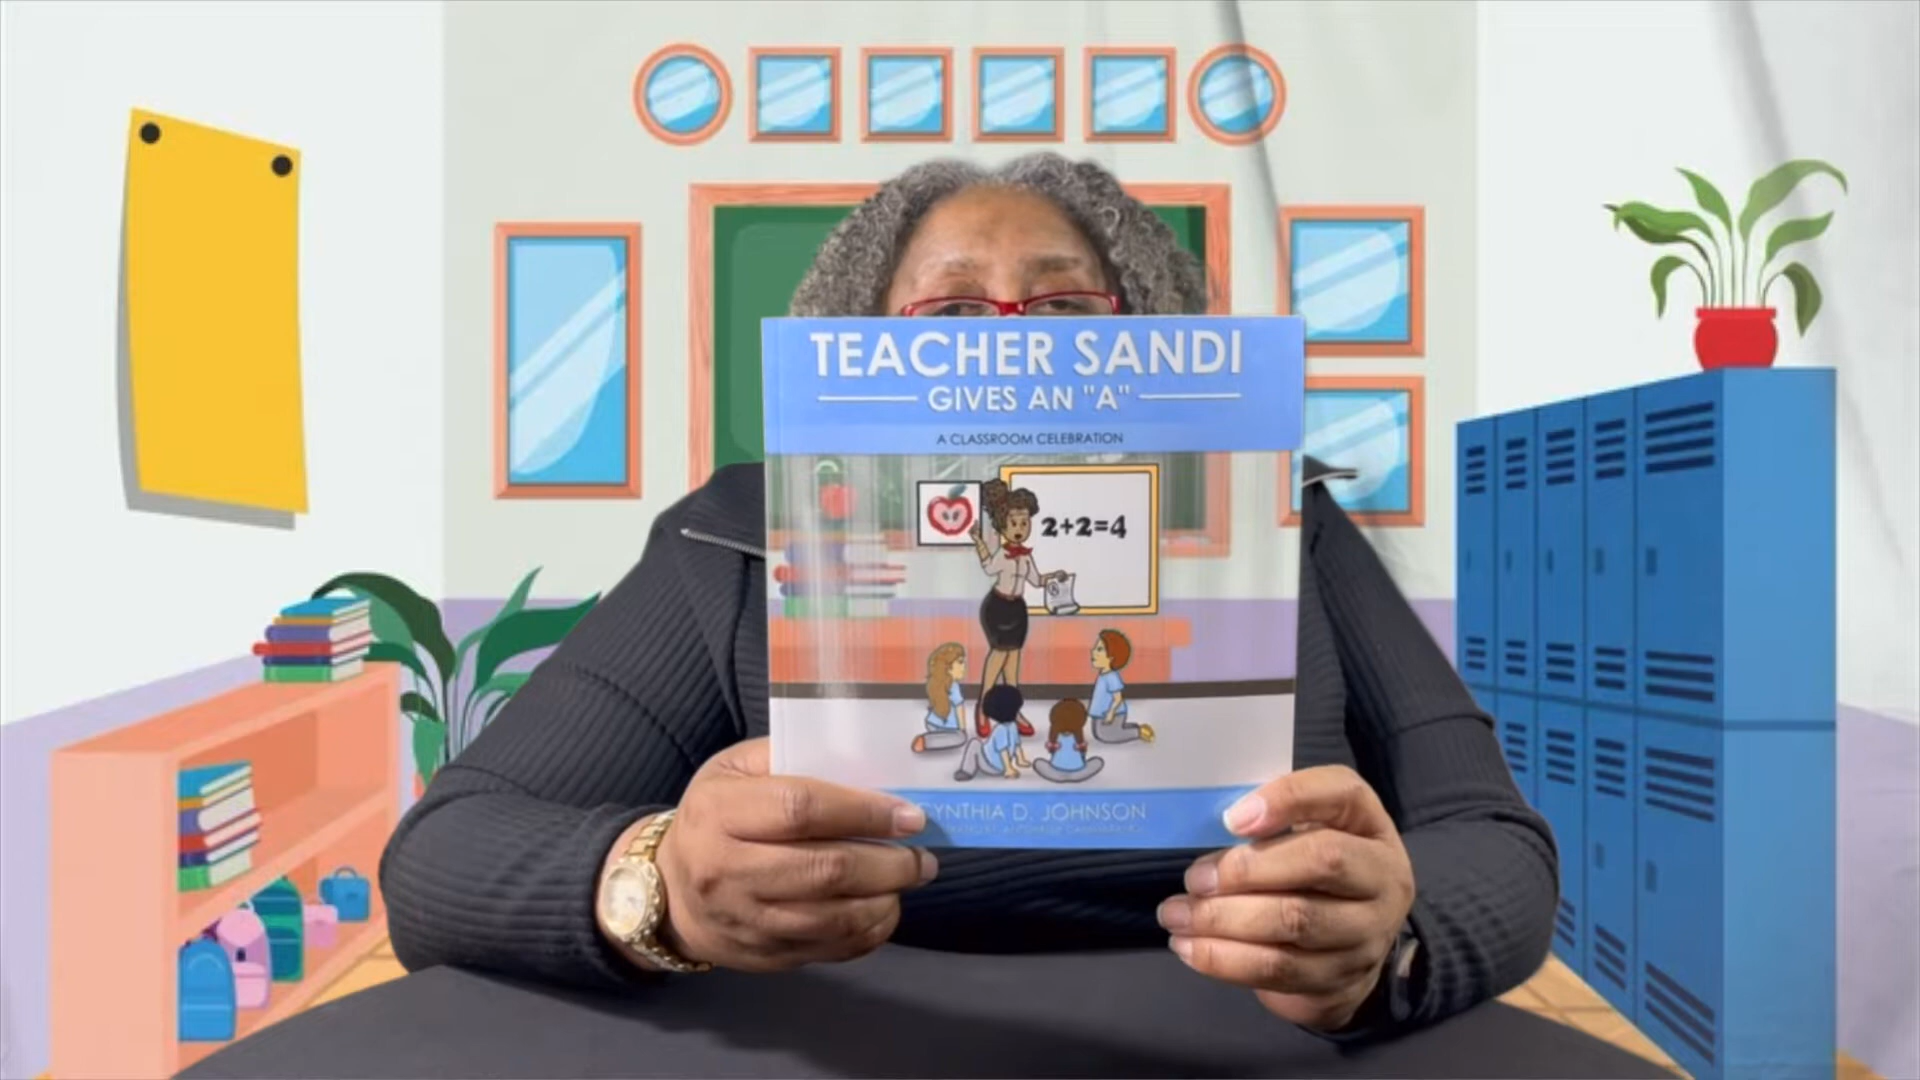 TEACHER SANDI
GIVES AN "A"
A CLASSROOM CELEBRATION
2+2=4
CYNTHIA D. JOHNSON